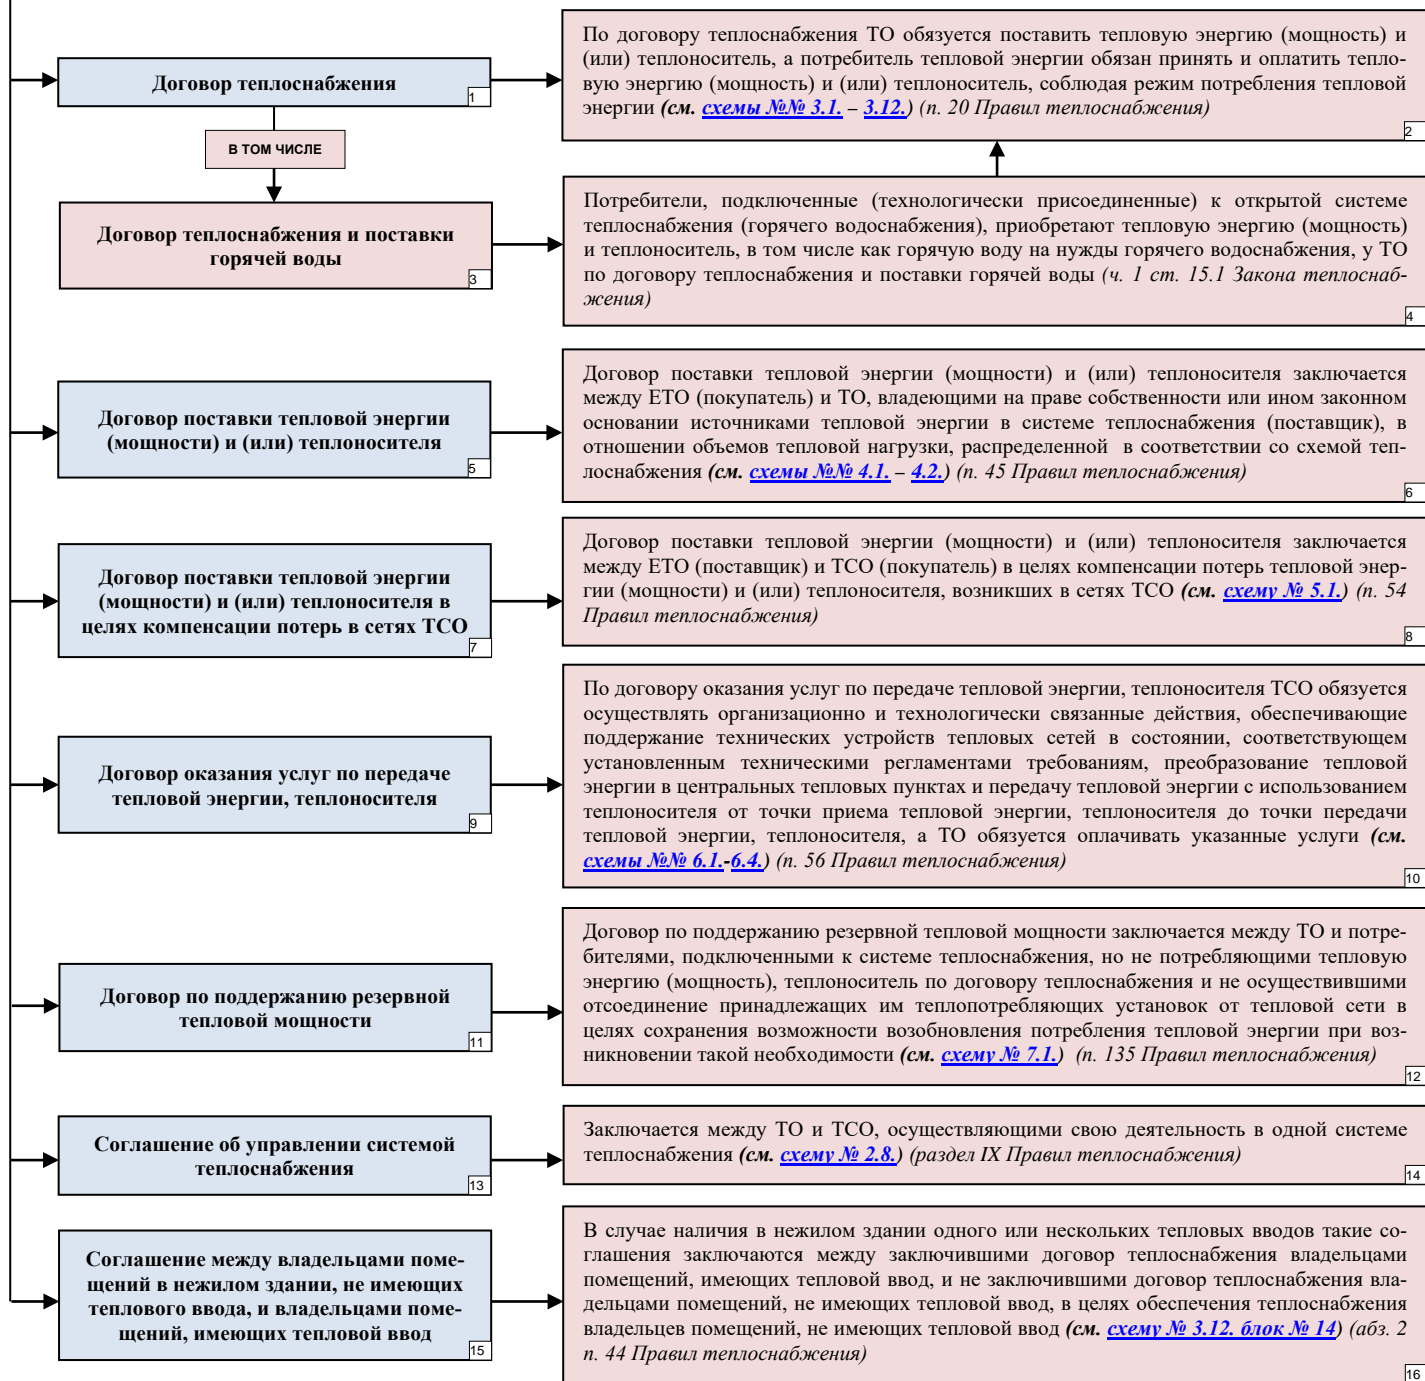 Договор теплоснабжения
1
По договору теплоснабжения ТО обязуется поставить тепловую энергию (мощность) и
(или) теплоноситель, а потребитель тепловой энергии обязан принять и оплатить тепло-
вую энергию (мощность) и (или) теплоноситель, соблюдая режим потребления тепловой
энергии (см. схемы №№ 3.1. – 3.12.) (п. 20 Правил теплоснабжения)
2
В ТОМ ЧИСЛЕ
Договор теплоснабжения и поставки
горячей воды
3
Потребители, подключенные (технологически присоединенные) к открытой системе
теплоснабжения (горячего водоснабжения), приобретают тепловую энергию (мощность)
и теплоноситель, в том числе как горячую воду на нужды горячего водоснабжения, у ТО
по договору теплоснабжения и поставки горячей воды (ч. 1 ст. 15.1 Закона теплоснаб-
жения)
4
Договор поставки тепловой энергии
(мощности) и (или) теплоносителя
5
Договор поставки тепловой энергии (мощности) и (или) теплоносителя заключается
между ЕТО (покупатель) и ТО, владеющими на праве собственности или ином законном
основании источниками тепловой энергии в системе теплоснабжения (поставщик), в
отношении объемов тепловой нагрузки, распределенной в соответствии со схемой теп-
лоснабжения (см. схемы №№ 4.1. – 4.2.) (п. 45 Правил теплоснабжения)
6
Договор поставки тепловой энергии
(мощности) и (или) теплоносителя в
целях компенсации потерь в сетях ТСО
7
Договор поставки тепловой энергии (мощности) и (или) теплоносителя заключается
между ЕТО (поставщик) и ТСО (покупатель) в целях компенсации потерь тепловой энер-
гии (мощности) и (или) теплоносителя, возникших в сетях ТСО (см. схему № 5.1.) (п. 54
Правил теплоснабжения)
8
Договор оказания услуг по передаче
тепловой энергии, теплоносителя
9
По договору оказания услуг по передаче тепловой энергии, теплоносителя ТСО обязуется
осуществлять организационно и технологически связанные действия, обеспечивающие
поддержание технических устройств тепловых сетей в состоянии, соответствующем
установленным техническими регламентами требованиям, преобразование тепловой
энергии в центральных тепловых пунктах и передачу тепловой энергии с использованием
теплоносителя от точки приема тепловой энергии, теплоносителя до точки передачи
тепловой энергии, теплоносителя, а ТО обязуется оплачивать указанные услуги (см.
схемы №№ 6.1.-6.4.) (п. 56 Правил теплоснабжения)
10
Договор по поддержанию резервной
тепловой мощности
11
Договор по поддержанию резервной тепловой мощности заключается между ТО и потре-
бителями, подключенными к системе теплоснабжения, но не потребляющими тепловую
энергию (мощность), теплоноситель по договору теплоснабжения и не осуществившими
отсоединение принадлежащих им теплопотребляющих установок от тепловой сети в
целях сохранения возможности возобновления потребления тепловой энергии при воз-
никновении такой необходимости (см. схему № 7.1.) (п. 135 Правил теплоснабжения)
12
Соглашение об управлении системой
теплоснабжения
13
Заключается между ТО и ТСО, осуществляющими свою деятельность в одной системе
теплоснабжения (см. схему № 2.8.) (раздел IX Правил теплоснабжения)
14
Соглашение между владельцами поме-
щений в нежилом здании, не имеющих
теплового ввода, и владельцами поме-
щений, имеющих тепловой ввод
15
В случае наличия в нежилом здании одного или нескольких тепловых вводов такие со-
глашения заключаются между заключившими договор теплоснабжения владельцами
помещений, имеющих тепловой ввод, и не заключившими договор теплоснабжения вла-
дельцами помещений, не имеющих тепловой ввод, в целях обеспечения теплоснабжения
владельцев помещений, не имеющих тепловой ввод (см. схему № 3.12. блок № 14) (абз. 2
п. 44 Правил теплоснабжения)
16